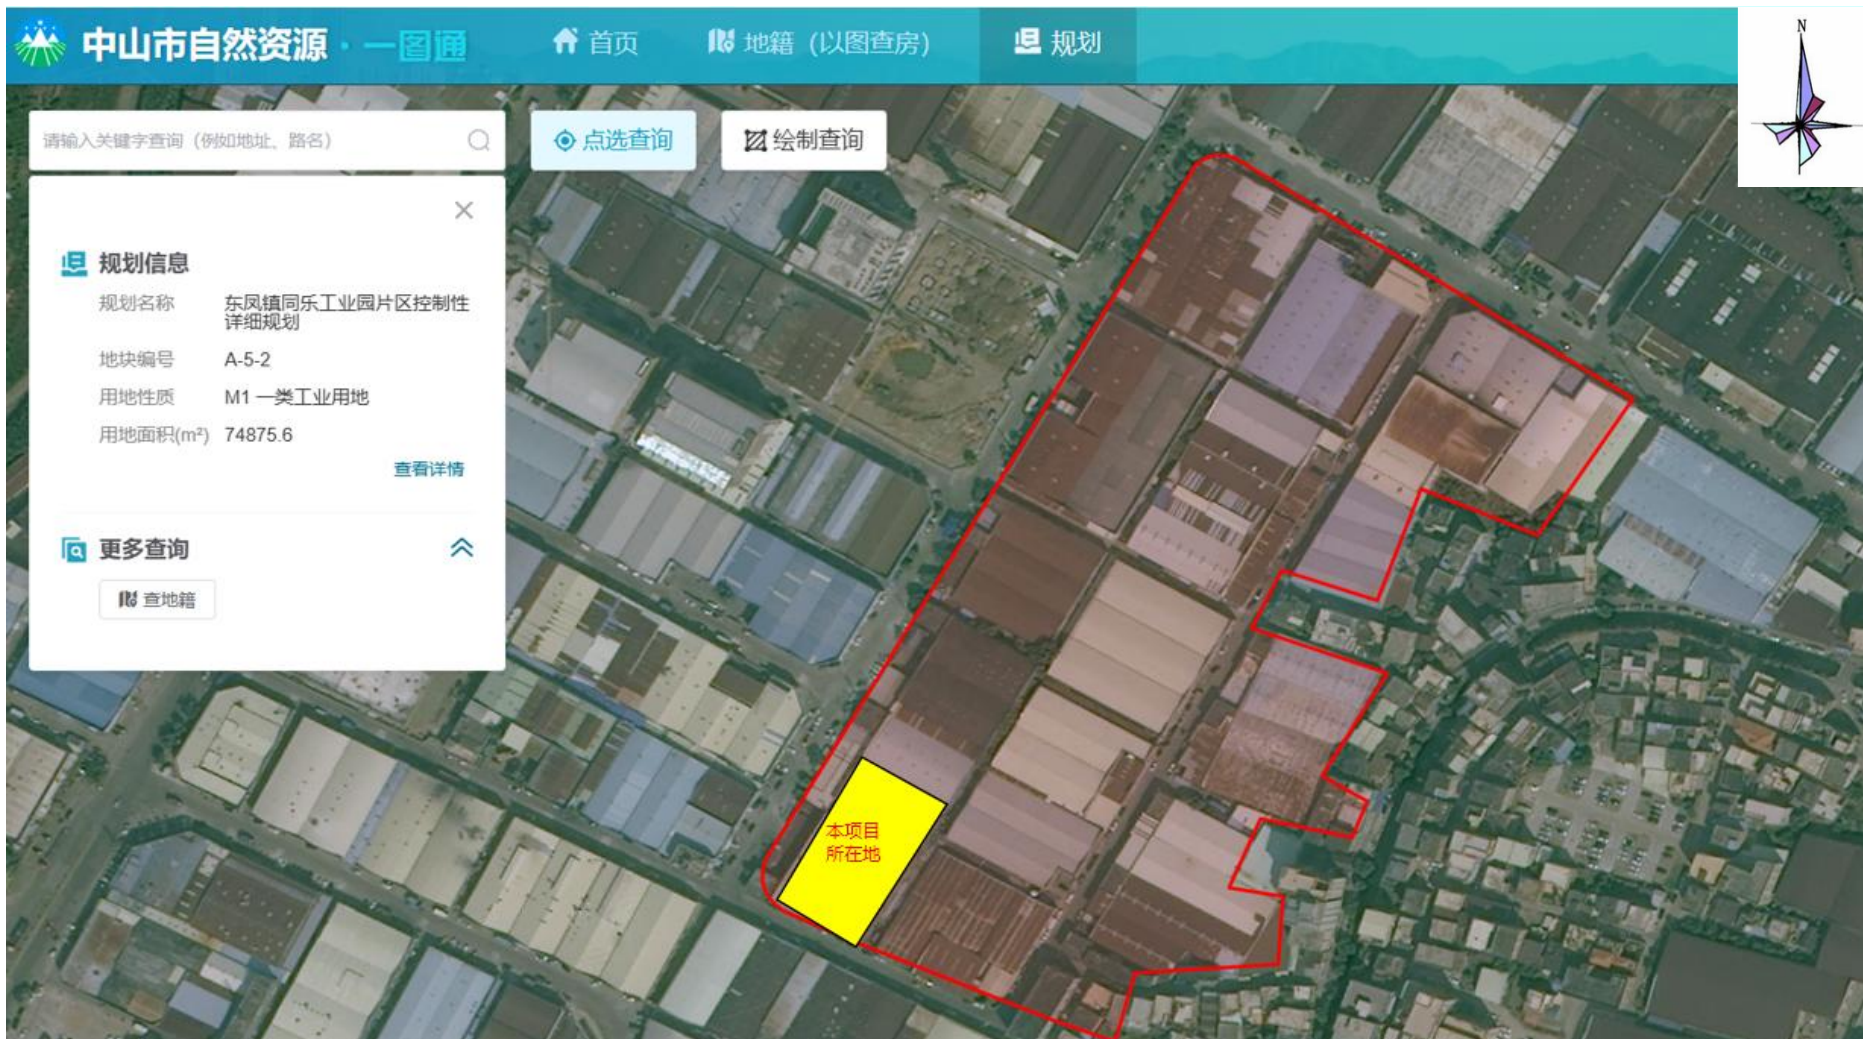 中山市自然资源·一图通
首页
地籍（以图查房）
规划
N
请输入关键字查询（例如地址、路名）
点选查询
绘制查询
规划信息
规划名称 东凤镇同乐工业园片区控制性
详细规划
地块编号 A-5-2
用地性质 M1 一类工业用地
用地面积(m²) 74875.6
查看详情
更多查询
查地籍
本项目
所在地